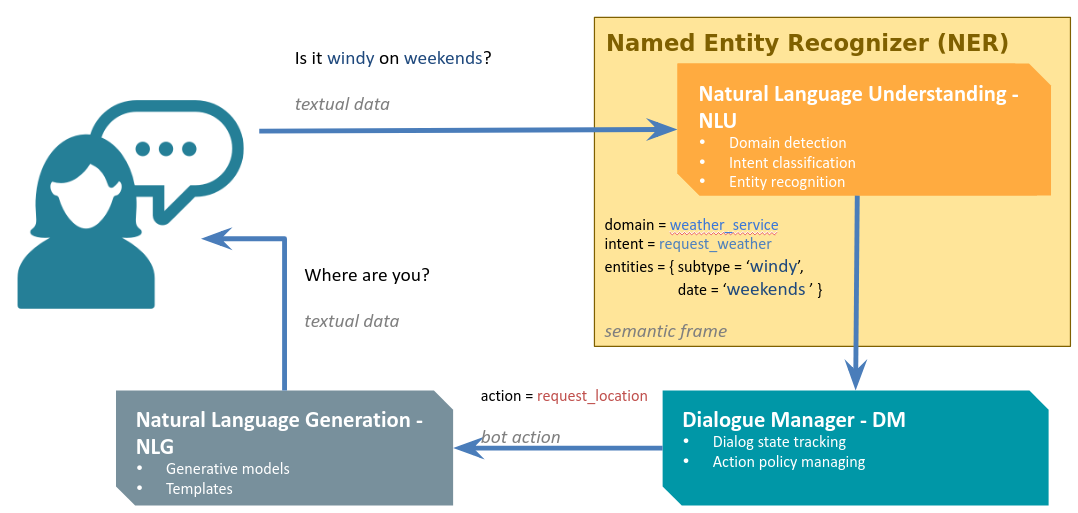 Is it windy on weekends?
textual data
Named Entity Recognizer (NER)
Natural Language Understanding -
NLU
• Domain detection
• Intent classification
• Entity recognition
domain = weather_service
intent = request_weather
entities = { subtype = ‘windy’,
date = ‘weekends ’ }
semantic frame
Where are you?
textual data
action = request_location
bot action
Natural Language Generation -
NLG
• Generative models
• Templates
Dialogue Manager - DM
• Dialog state tracking
• Action policy managing